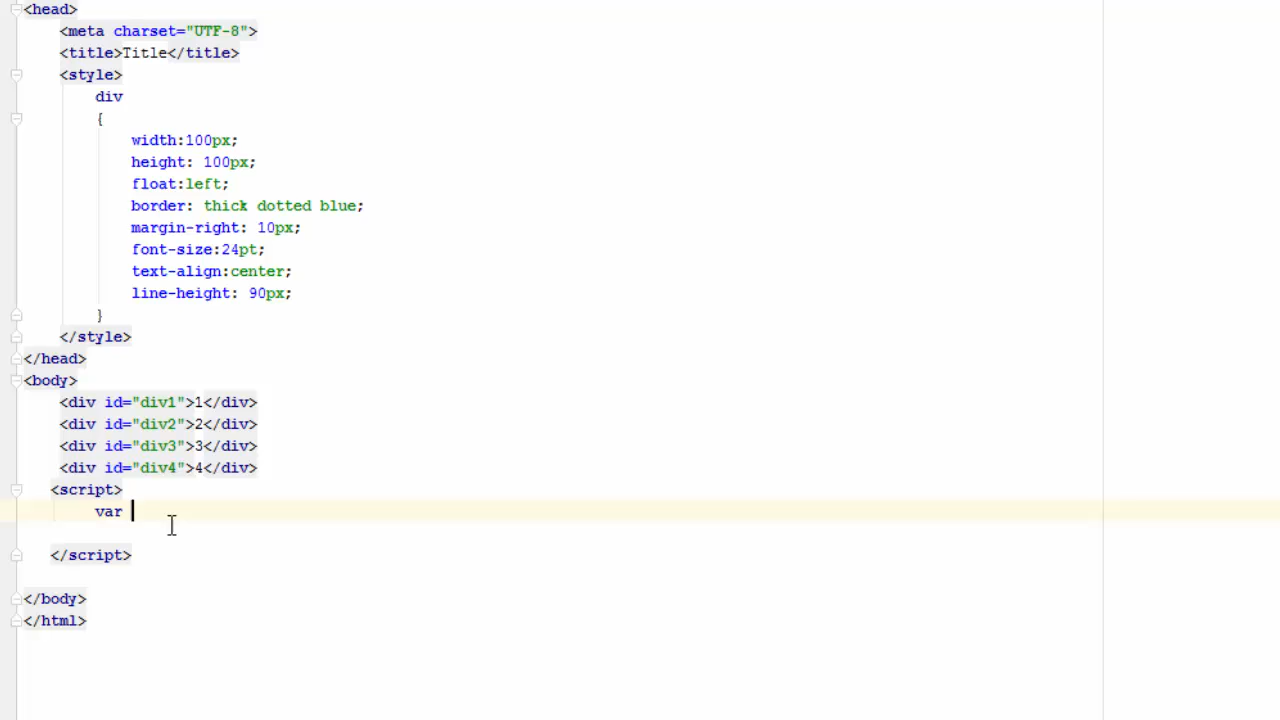 <head>
    <meta charset="UTF-8">
    <title>Title</title>
    <style>
        div
        {
            width:100px;
            height: 100px;
            float:left;
            border: thick dotted blue;
            margin-right: 10px;
            font-size:24pt;
            text-align:center;
            line-height: 90px;
        }
    </style>
</head>
<body>
    <div id="div1">1</div>
    <div id="div2">2</div>
    <div id="div3">3</div>
    <div id="div4">4</div>
   <script>
        var
   </script>
</body>
</html>